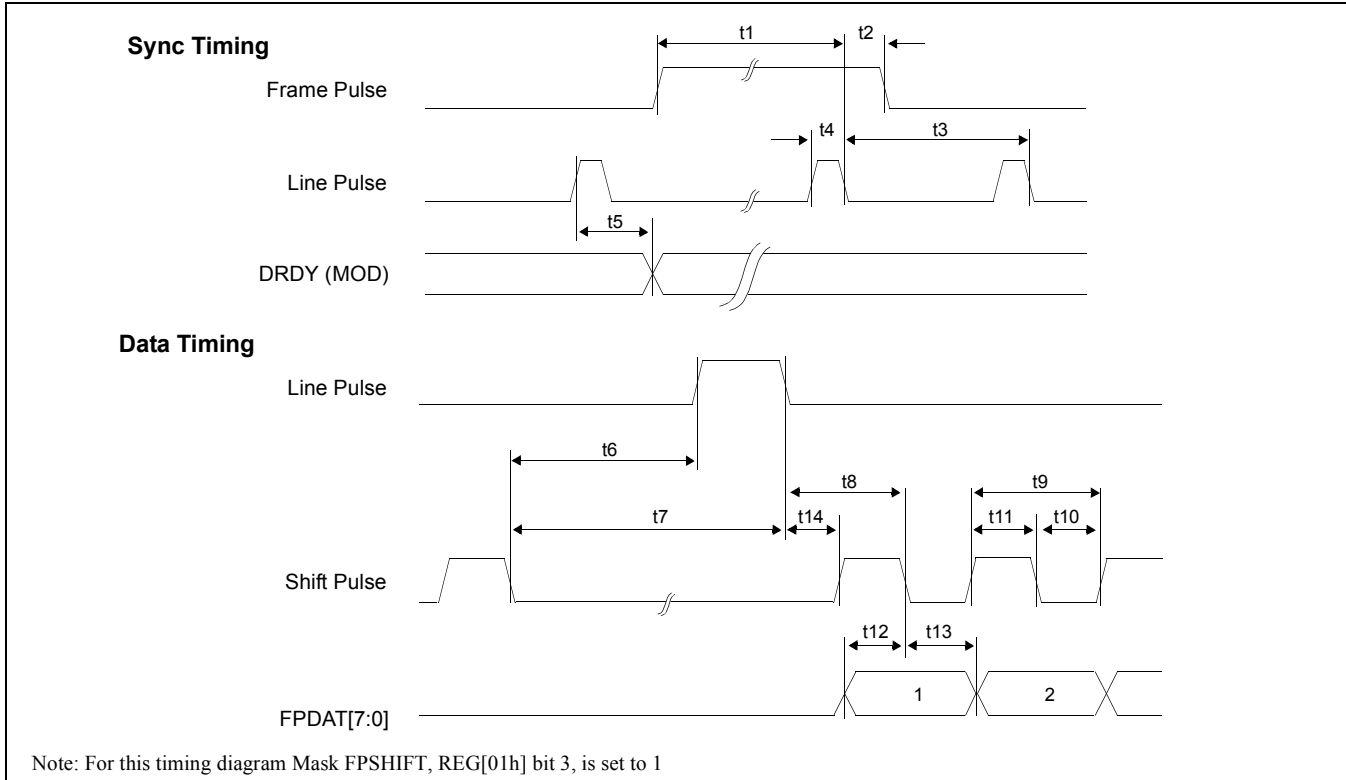 Sync Timing
t1
t2
Frame Pulse
t4
t3
Line Pulse
t5
DRDY (MOD)
Data Timing
Line Pulse
t6
t8
t9
t7
t14
t11
t10
Shift Pulse
t12
t13
1
2
FPDAT[7:0]
Note: For this timing diagram Mask FPSHIFT, REG[01h] bit 3, is set to 1